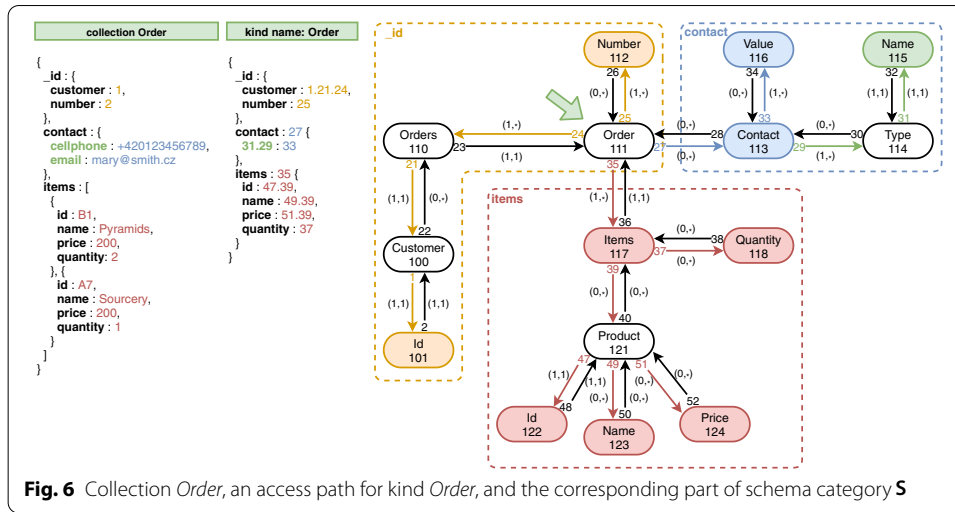 collection Order
{
_id : {
customer : 1,
number : 2
},
contact : {
cellphone : +420123456789,
email : mary@smith.cz
},
items : [
{
id : B1,
name : Pyramids,
price : 200,
quantity: 2
}, {
id : A7,
name : Sourcery,
price : 200,
quantity : 1
}
]
}
kind name: Order
{
_id : {
customer : 1.21.24,
number : 25
},
contact : 27 {
31.29 : 33
},
items : 35 {
id : 47.39,
name : 49.39,
price : 51.39,
quantity : 37
}
}
_id
contact
Number
112
Value
116
Name
115
26
34
32
(0,-)
(1,-)
(0,-)
(1,-)
(1,1)
(1,1)
25
33
31
Orders
110
(1,-)
24
23
(1,1)
Order
111
(0,-)
28
27
(0,-)
Contact
113
(0,-)
30
29
(1,-)
Type
114
21
(1,1)
(0,-)
22
35
(1,-)
(1,1)
36
items
Customer
100
Items
117
(0,-)
38
37
(0,-)
Quantity
118
1
(1,1)
(1,1)
2
39
(0,-)
(0,-)
40
Id
101
Product
121
47
49
51
(1,1)
(1,1)
(0,-)
(0,-)
(0,-)
(0,-)
48
50
52
Id
122
Name
123
Price
124
Fig. 6 Collection Order, an access path for kind Order, and the corresponding part of schema category S